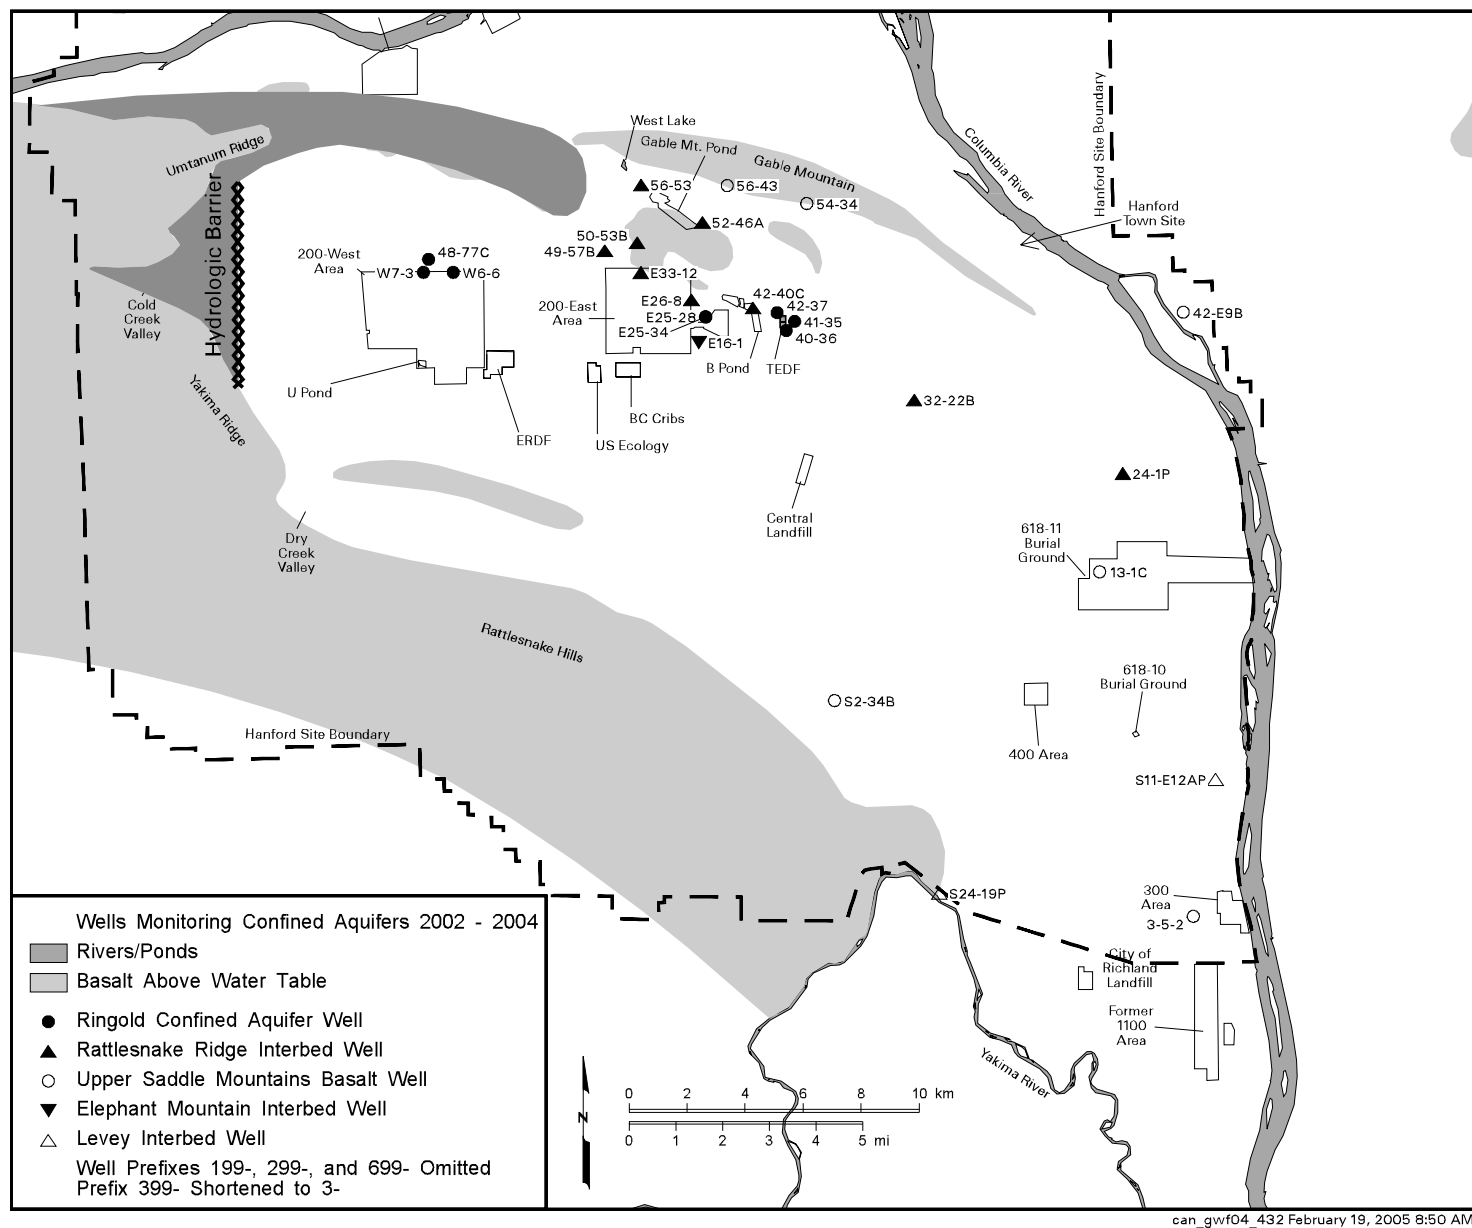 West Lake
Gable Mt. Pond
Gable Mountain
Umtanum Ridge
Columbia River
Hanford Site Boundary
56-53
56-43
54-34
Hanford
Town Site
52-46A
50-53B
49-57B
48-77C
200-West
Area
W7-3
W6-6
E33-12
Hydrologic Barrier
Cold
Creek
Valley
200-East
Area
E26-8
E25-28
E25-34
E16-1
42-40C
42-37
41-35
40-36
42-E9B
B Pond
TEDF
U Pond
Yakima Ridge
ERDF
BC Cribs
US Ecology
32-22B
24-1P
Central
Landfill
618-11
Burial
Ground
13-1C
Dry
Creek
Valley
Rattlesnake Hills
618-10
Burial Ground
S2-34B
Hanford Site Boundary
400 Area
S11-E12AP
S24-19P
300
Area
3-5-2
City of
Richland
Landfill
Former
1100
Area
Yakima River
Wells Monitoring Confined Aquifers 2002 - 2004
Rivers/Ponds
Basalt Above Water Table
Ringold Confined Aquifer Well
Rattlesnake Ridge Interbed Well
Upper Saddle Mountains Basalt Well
Elephant Mountain Interbed Well
Levey Interbed Well
Well Prefixes 199-, 299-, and 699- Omitted
Prefix 399- Shortened to 3-
N
0 2 4 6 8 10 km
0 1 2 3 4 5 mi
can_gwf04_432 February 19, 2005 8:50 AM